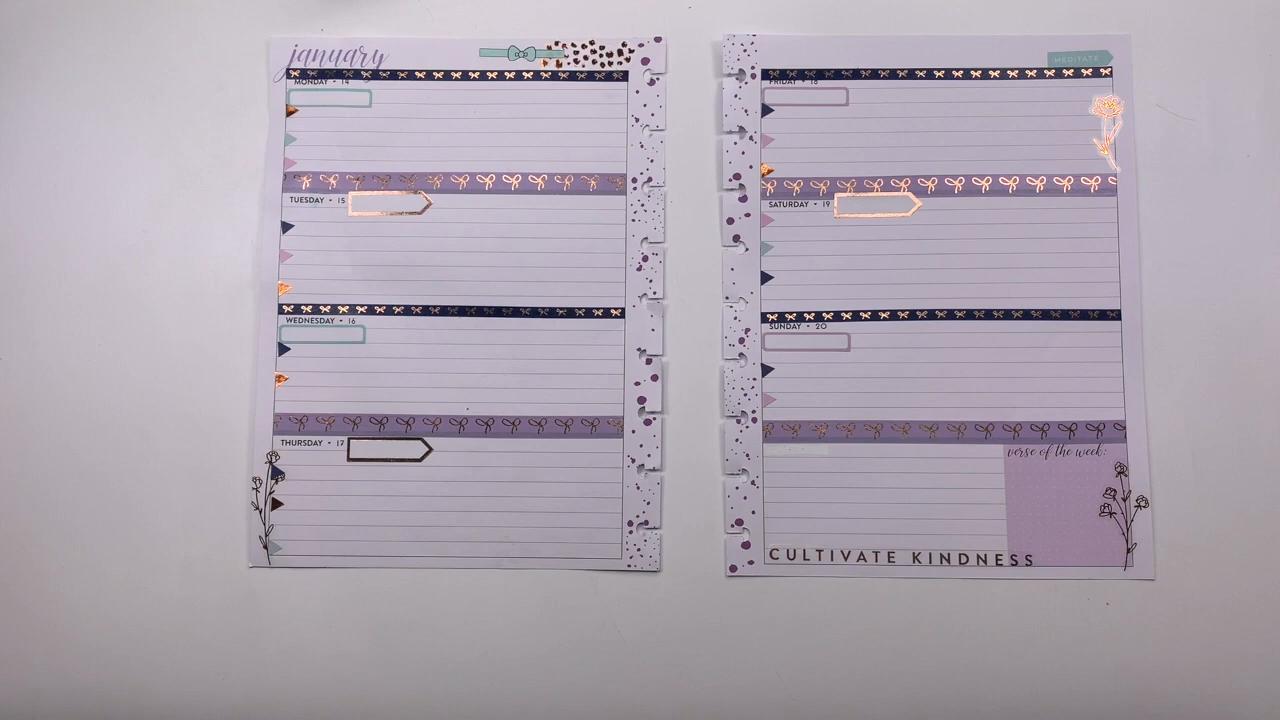 january
MONDAY • 14
TUESDAY • 15
WEDNESDAY • 16
THURSDAY • 17
MEDITATE
FRIDAY • 18
SATURDAY • 19
SUNDAY • 20
verse of the week:
CULTIVATE KINDNESS